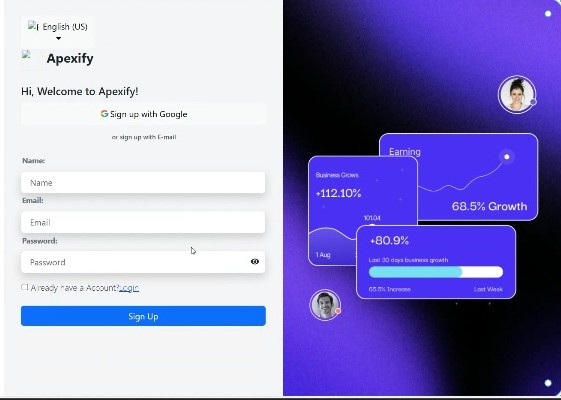 English (US)
Apexify
Hi, Welcome to Apexify!
Sign up with Google
or sign up with E-mail
Name:
Name
Email:
Email
Password:
Password
Already have a Account?Login
Sign Up
Earning
68.5% Growth
Business Grows
+112.10%
101.04
1 Aug
+80.9%
Last 30 days business growth
68.5% Increase
Last Week